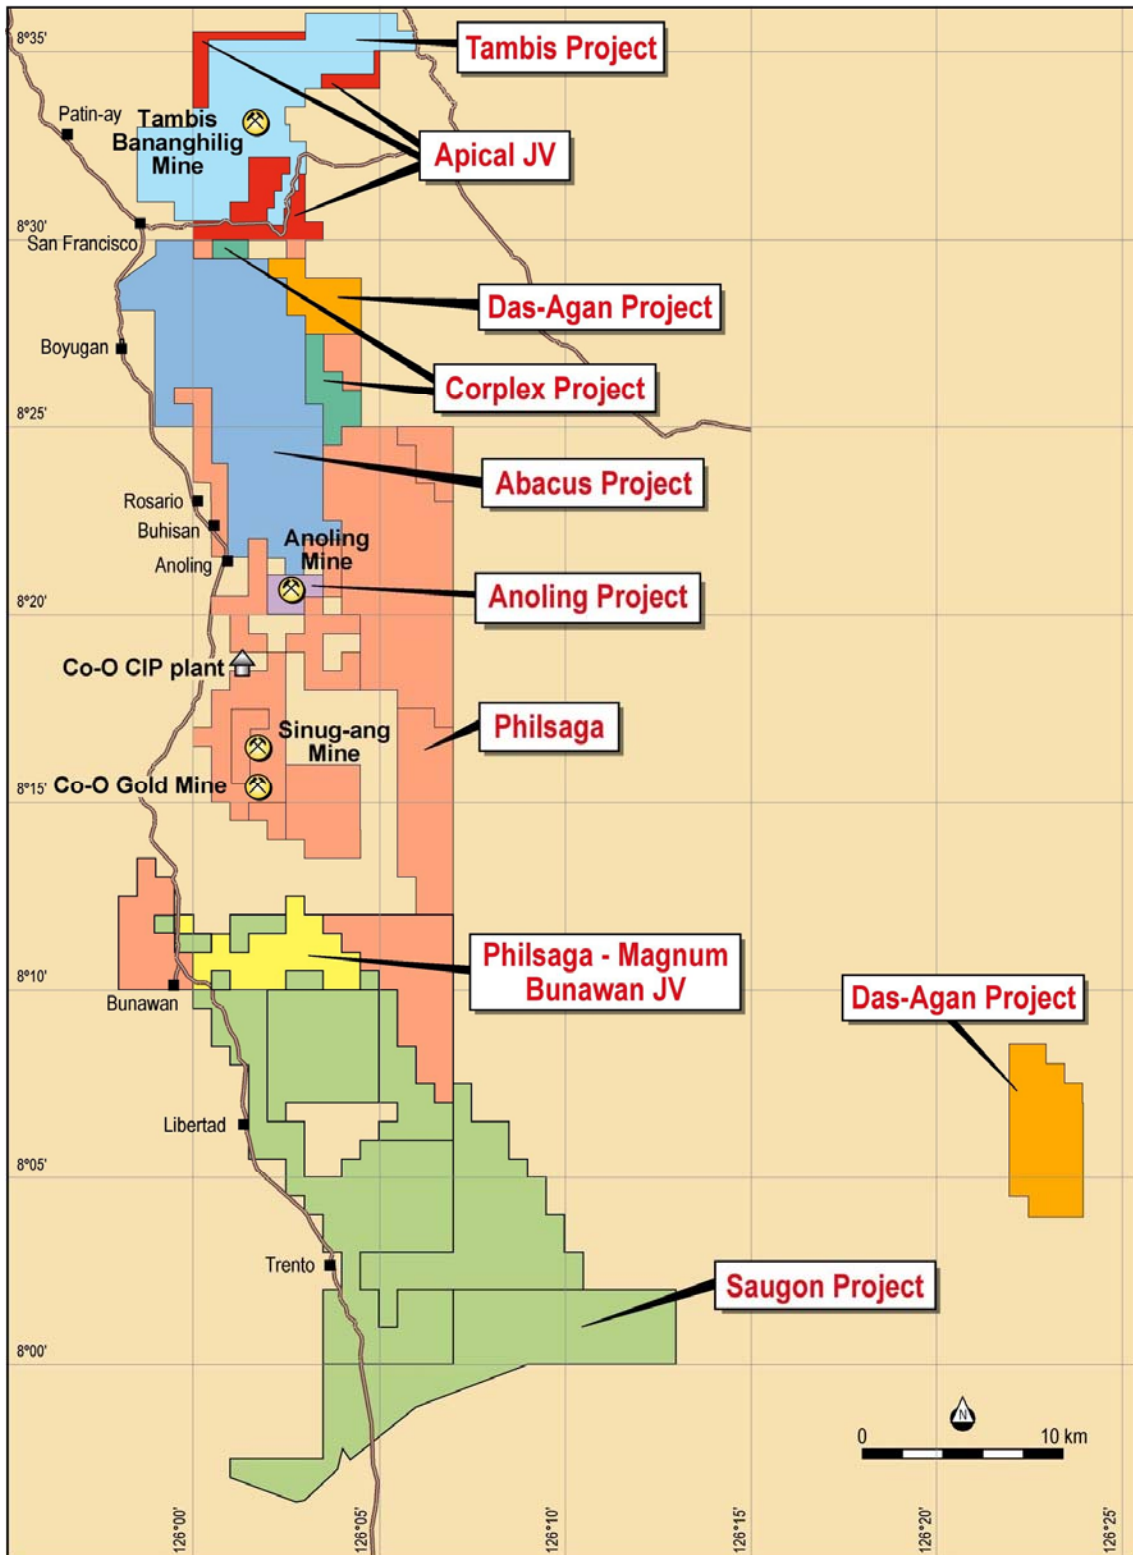 8°35'
Tambis Project
Patin-ay
Tambis
Bananghilig
Mine
Apical JV
San Francisco
8°30'
Das-Agan Project
Boyugan
Corplex Project
8°25'
Abacus Project
Rosario
Buhisan
Anoling
Mine
Anoling
Anoling Project
8°20'
Co-O CIP plant
Philsaga
Sinug-ang
Mine
8°15'
Co-O Gold Mine
Philsaga - Magnum
Bunawan JV
8°10'
Bunawan
Das-Agan Project
Libertad
8°05'
Trento
Saugon Project
8°00'
N
0 10 km
126°00'
126°05'
126°10'
126°15'
126°20'
126°25'